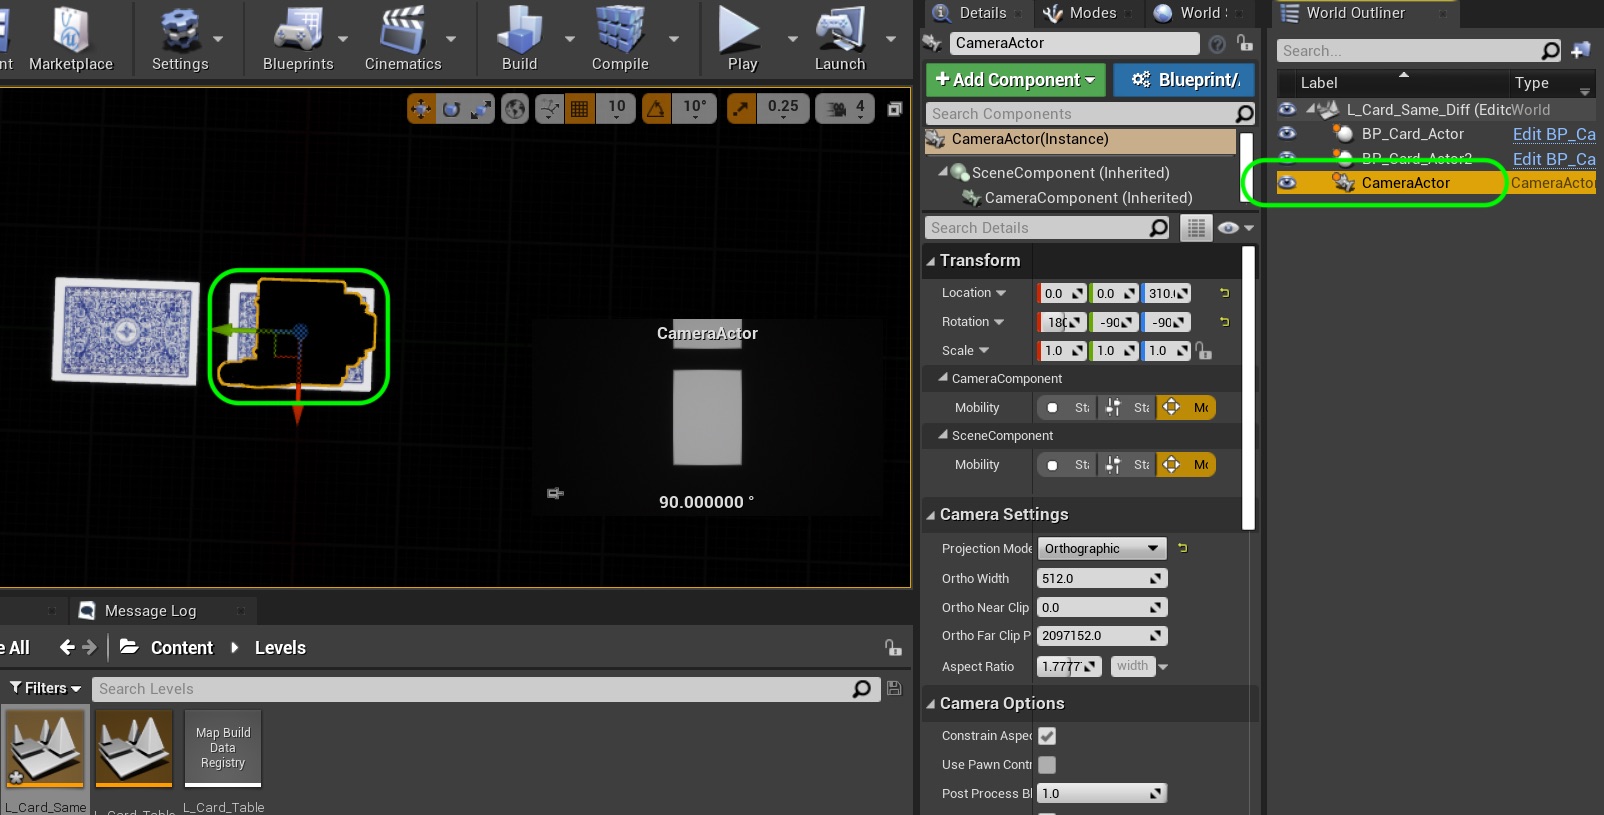 nt
Marketplace
Settings
Blueprints
Cinematics
Build
Compile
Play
Launch
10
10°
0.25
4
CameraActor
90.000000 °
Message Log
e All
Content
Levels
Filters
Search Levels
Map Build
Data
Registry
L_Card_Same
L_Card_Table
L_Card_Table
Details
Modes
World
CameraActor
+ Add Component
Blueprint/
Search Components
CameraActor(Instance)
SceneComponent (Inherited)
CameraComponent (Inherited)
Search Details
Transform
Location 0.0 0.0 310.
Rotation 180 -90 -90
Scale 1.0 1.0 1.0
CameraComponent
Mobility Sta Sta Mo
SceneComponent
Mobility Sta Sta Mo
Camera Settings
Projection Mode Orthographic
Ortho Width 512.0
Ortho Near Clip 0.0
Ortho Far Clip P 2097152.0
Aspect Ratio 1.7777 width
Camera Options
Constrain Aspec
Use Pawn Contr
Post Process Bl 1.0
World Outliner
Search...
Label Type
L_Card_Same_Diff (Edito World
BP_Card_Actor Edit BP_Ca
BP_Card_Actor2 Edit BP_Ca
CameraActor CameraActo